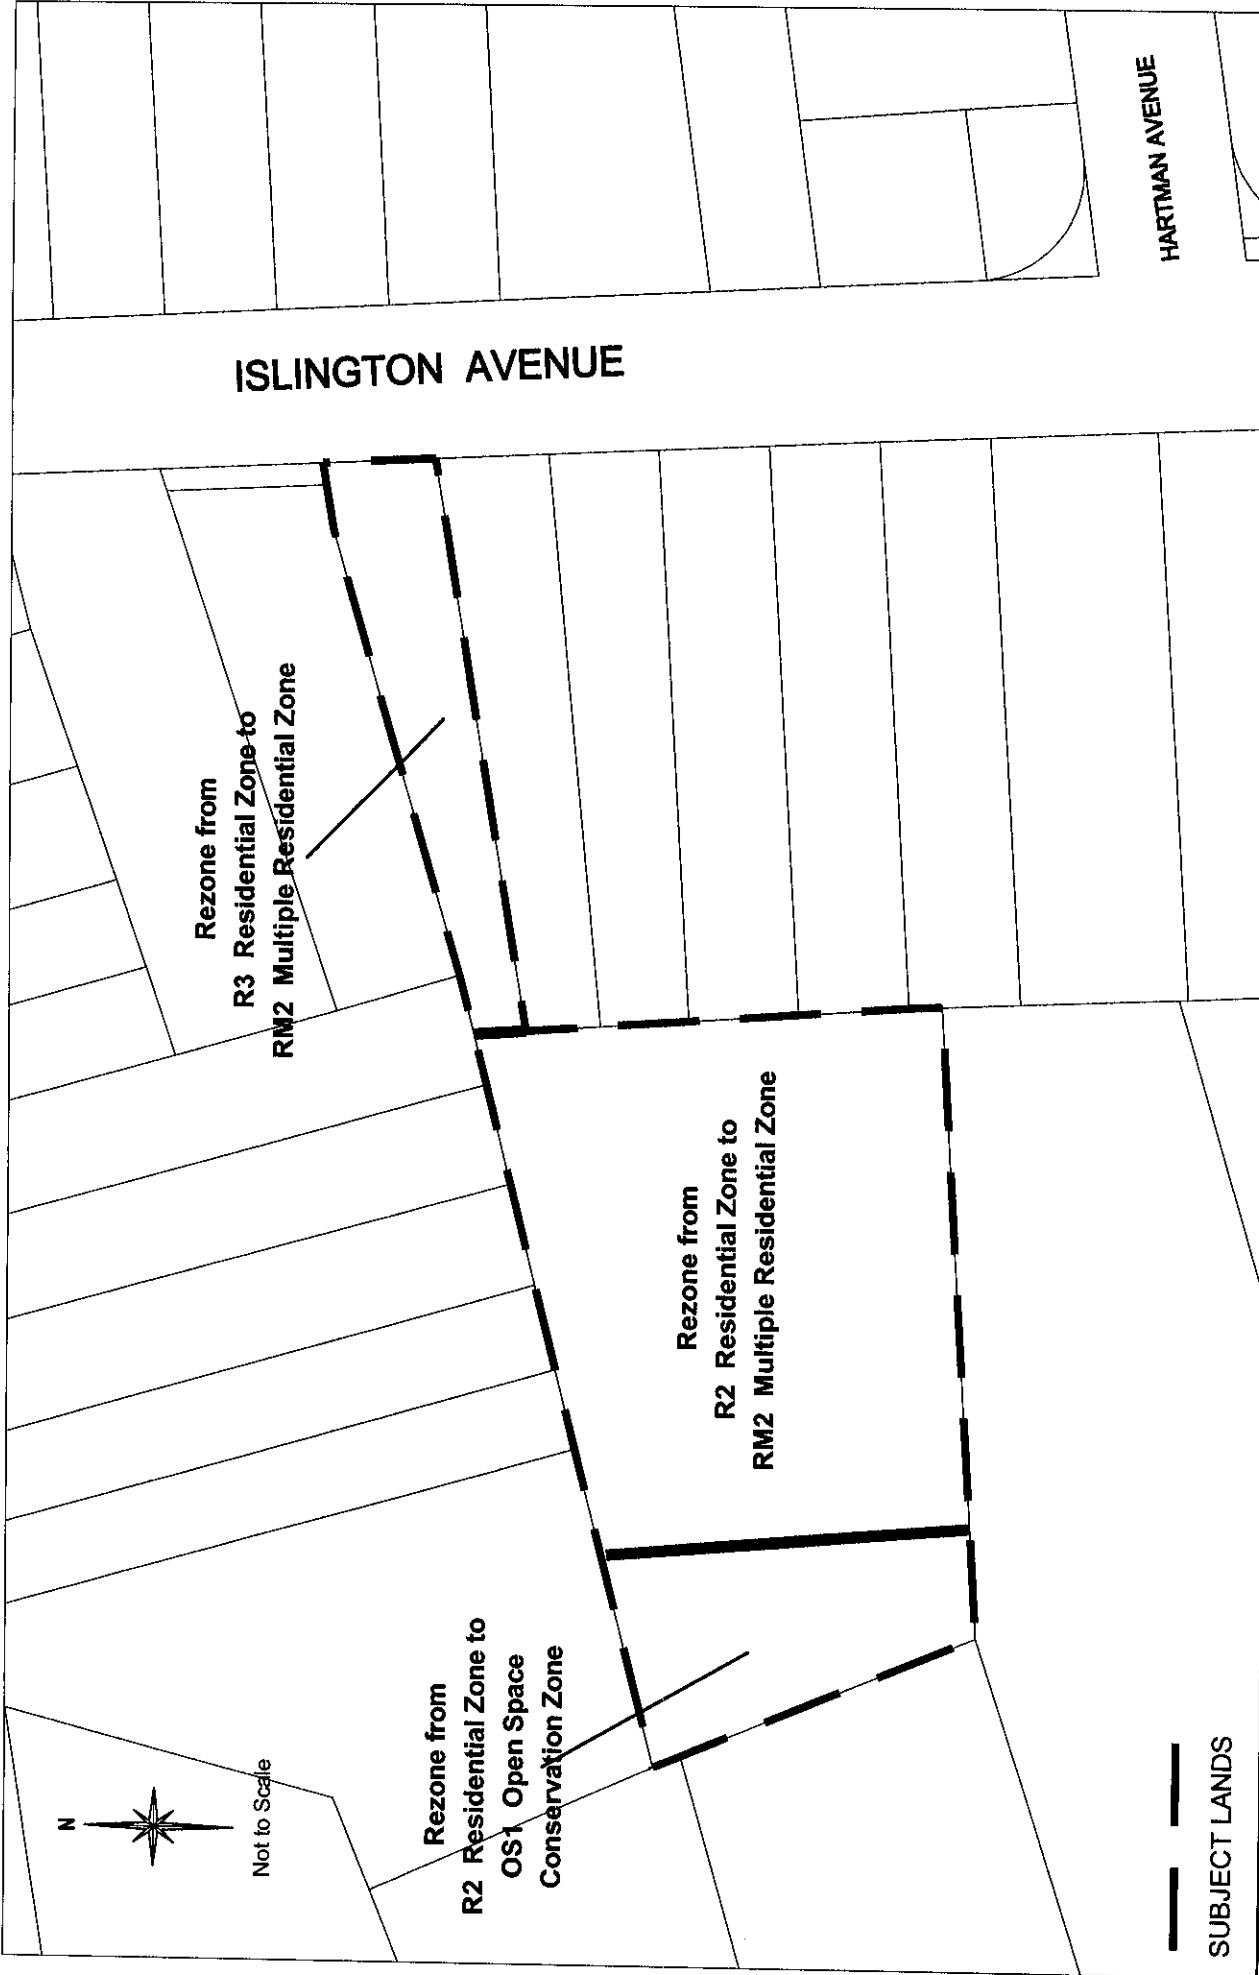 ISLINGTON AVENUE
HARTMAN AVENUE
Rezone from
R3 Residential Zone to
RM2 Multiple Residential Zone
Rezone from
R2 Residential Zone to
RM2 Multiple Residential Zone
Rezone from
R2 Residential Zone to
OS1 Open Space
Conservation Zone
N
Not to Scale
SUBJECT LANDS